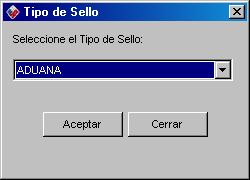 Tipo de Sello
Seleccione el Tipo de Sello:
ADUANA
Aceptar Cerrar